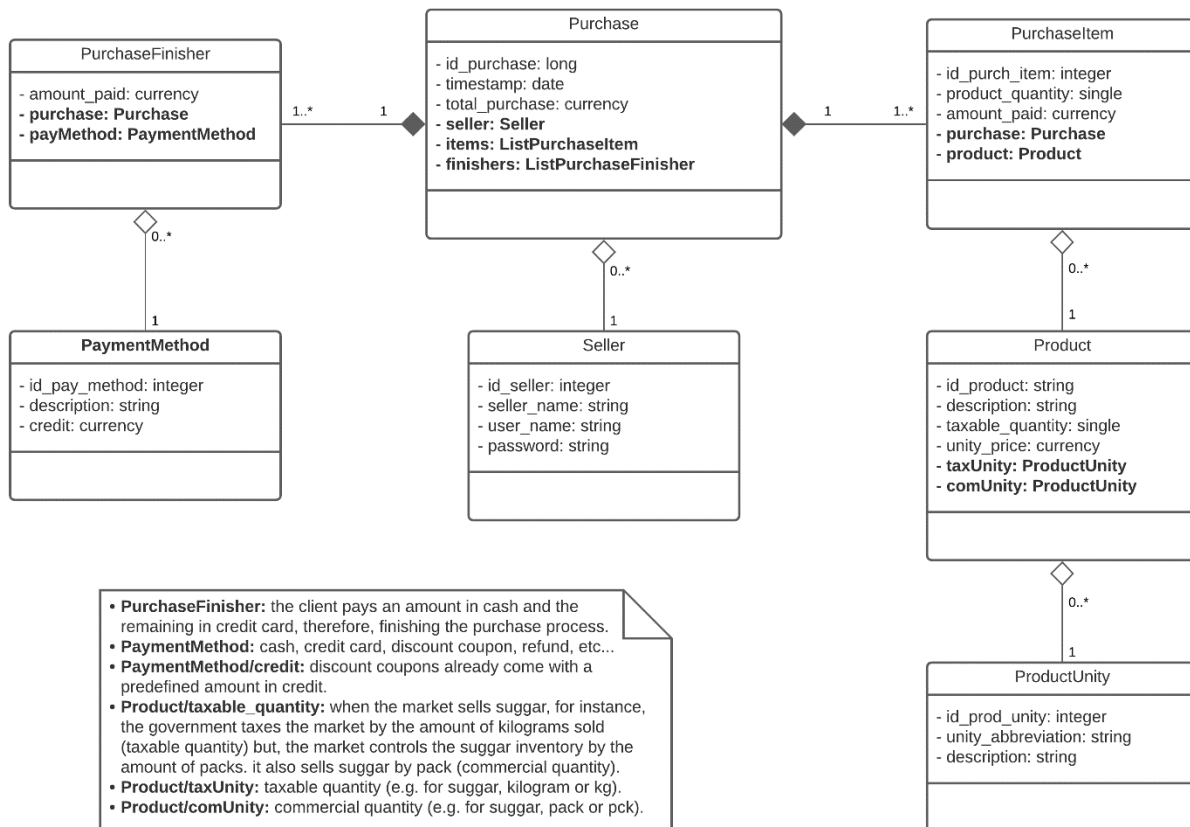 PurchaseFinisher
- amount_paid: currency
- purchase: Purchase
- payMethod: PaymentMethod
1..*
1
Purchase
- id_purchase: long
- timestamp: date
- total_purchase: currency
- seller: Seller
- items: ListPurchaseItem
- finishers: ListPurchaseFinisher
1
1..*
PurchaseItem
- id_purch_item: integer
- product_quantity: single
- amount_paid: currency
- purchase: Purchase
- product: Product
0..*
1
0..*
1
0..*
1
PaymentMethod
- id_pay_method: integer
- description: string
- credit: currency
Seller
- id_seller: integer
- seller_name: string
- user_name: string
- password: string
Product
- id_product: string
- description: string
- taxable_quantity: single
- unity_price: currency
- taxUnity: ProductUnity
- comUnity: ProductUnity
0..*
1
ProductUnity
- id_prod_unity: integer
- unity_abbreviation: string
- description: string
• PurchaseFinisher: the client pays an amount in cash and the
remaining in credit card, therefore, finishing the purchase process.
• PaymentMethod: cash, credit card, discount coupon, refund, etc...
• PaymentMethod/credit: discount coupons already come with a
predefined amount in credit.
• Product/taxable_quantity: when the market sells suggar, for instance,
the government taxes the market by the amount of kilograms sold
(taxable quantity) but, the market controls the suggar inventory by the
amount of packs. it also sells suggar by pack (commercial quantity).
• Product/taxUnity: taxable quantity (e.g. for suggar, kilogram or kg).
• Product/comUnity: commercial quantity (e.g. for suggar, pack or pck).